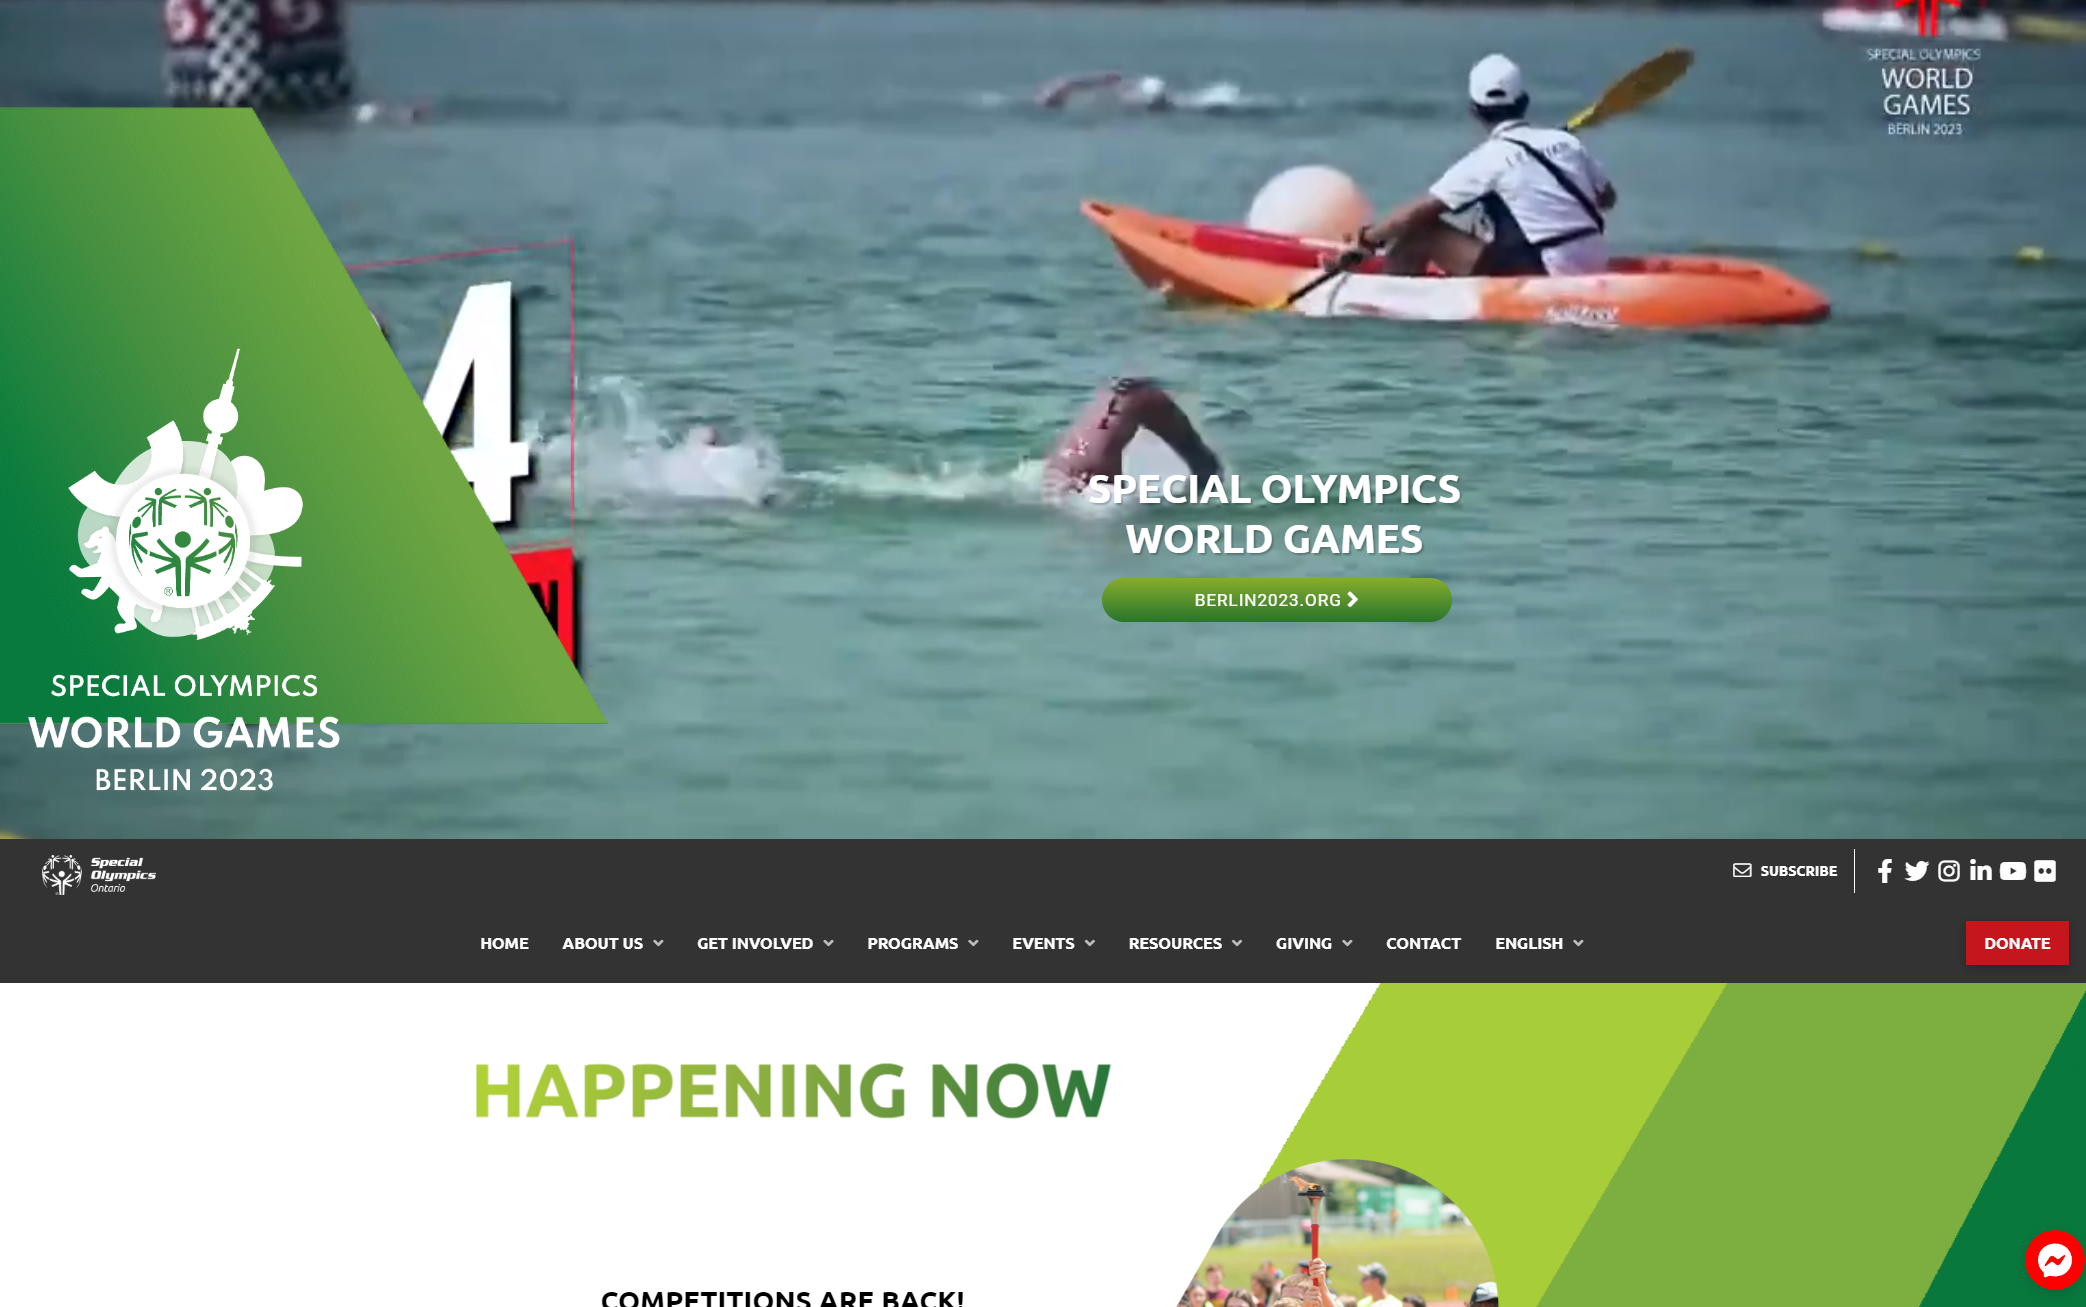 SPECIAL OLYMPICS
WORLD
GAMES
BERLIN 2023
4
SPECIAL OLYMPICS
WORLD GAMES
BERLIN2023.ORG
SPECIAL OLYMPICS
WORLD GAMES
BERLIN 2023
Special
Olympics
Ontario
SUBSCRIBE
HOME ABOUT US GET INVOLVED PROGRAMS EVENTS RESOURCES GIVING CONTACT ENGLISH DONATE
HAPPENING NOW
COMPETITIONS ARE BACK!